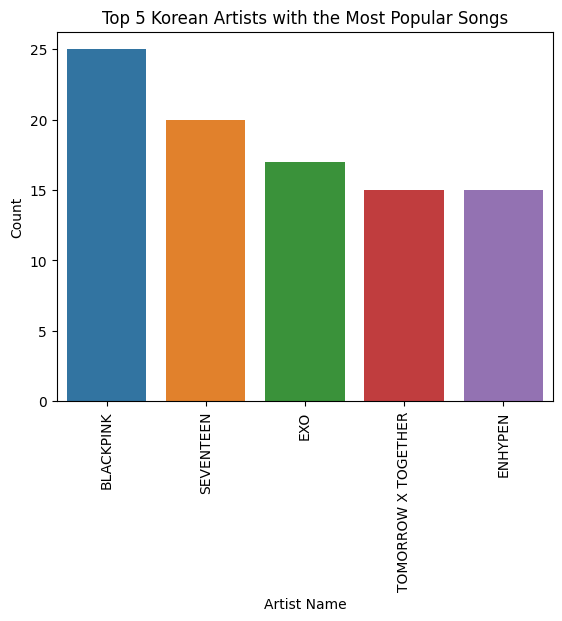 Top 5 Korean Artists with the Most Popular Songs
25
20
15
10
5
0
Count
BLACKPINK
SEVENTEEN
EXO
TOMORROW X TOGETHER
ENHYPEN
Artist Name